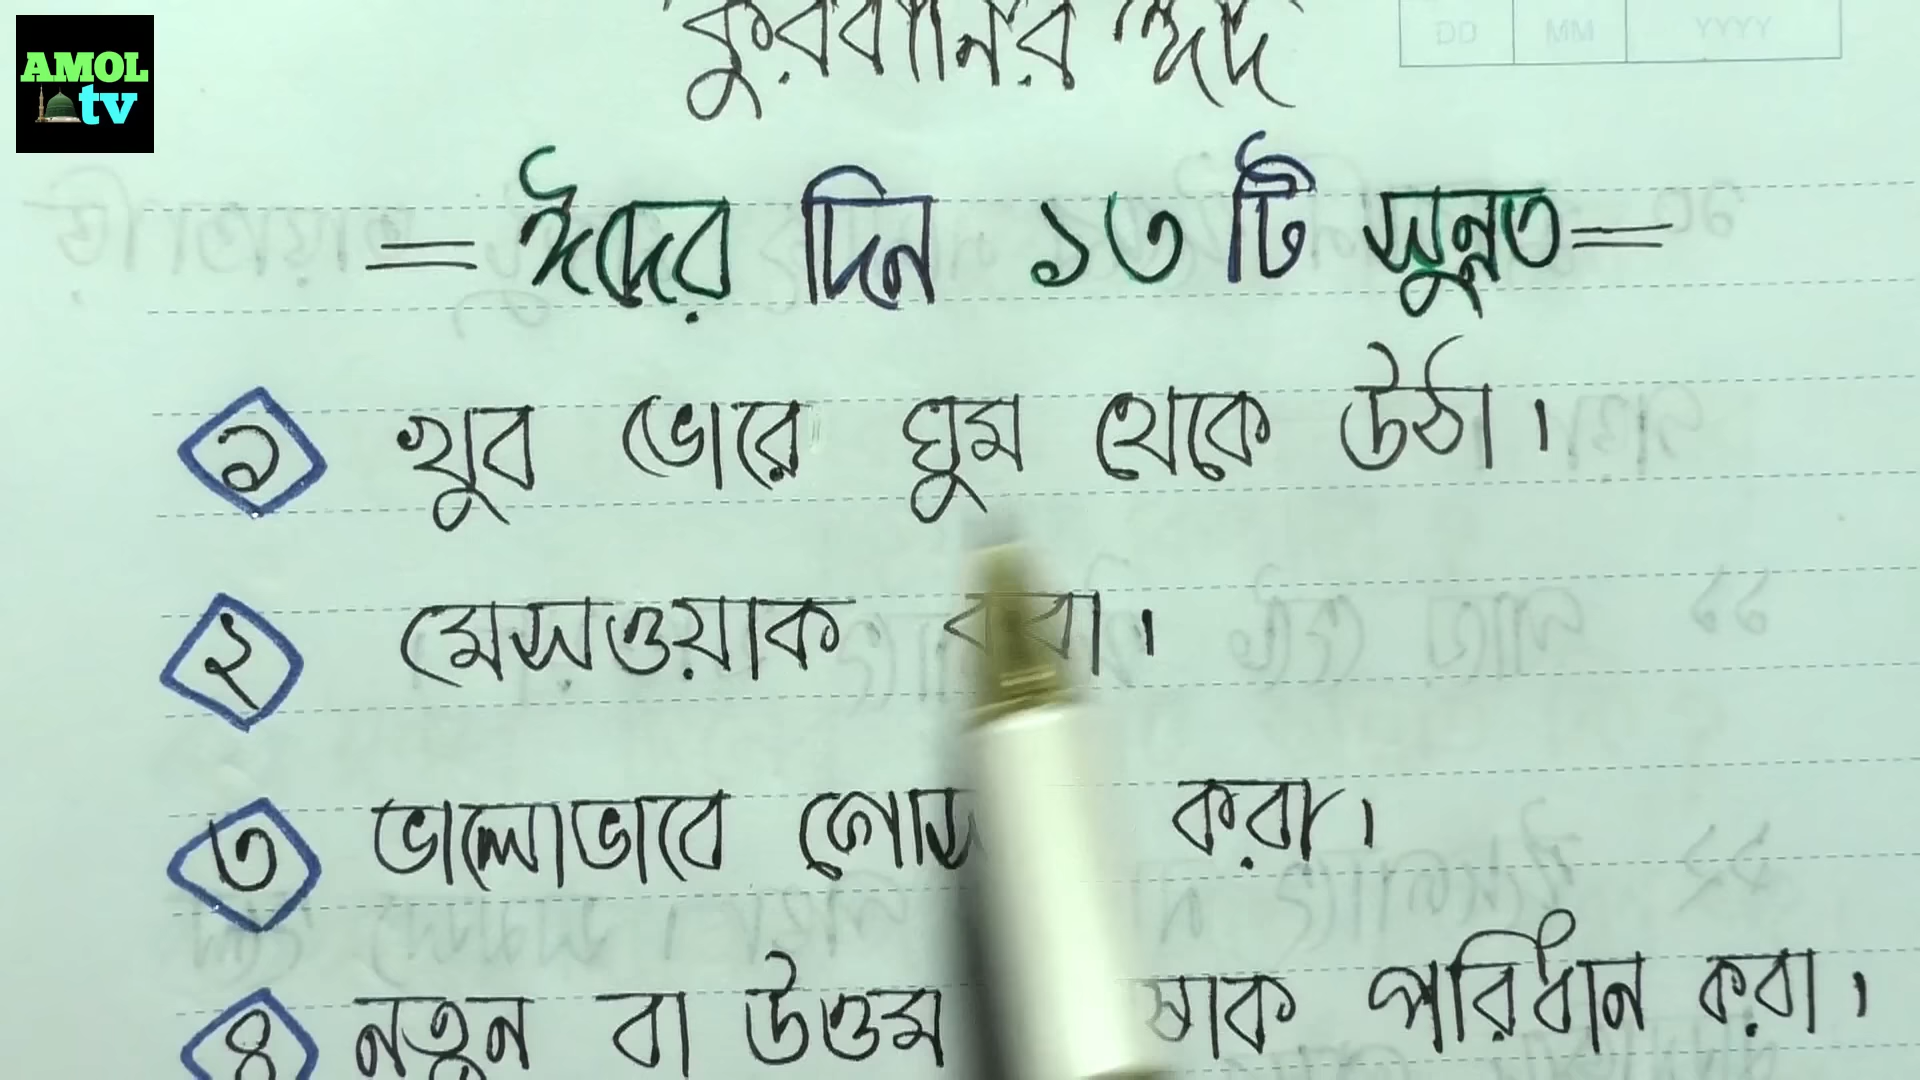 AMOL
tv
DD MM YYYY
কুরবানির ঈদ
= ঈদের দিন ১৩ টি সুন্নত =
১ খুব ভোরে ঘুম থেকে উঠা।
২ মেসওয়াক করা।
৩ ভালোভাবে করা।
৪ নতুন বা উত্তম পরিধান করা।